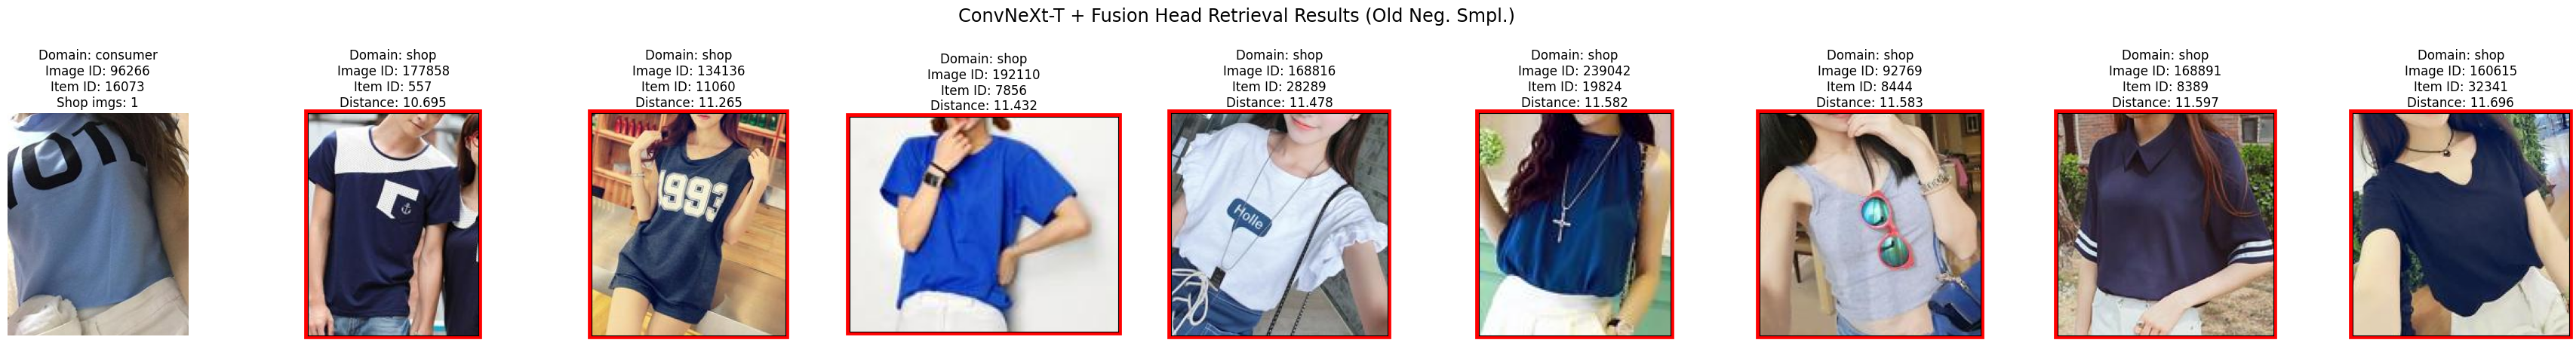 ConvNeXt-T + Fusion Head Retrieval Results (Old Neg. Smpl.)
Domain: consumer
Image ID: 96266
Item ID: 16073
Shop imgs: 1
Domain: shop
Image ID: 177858
Item ID: 557
Distance: 10.695
Domain: shop
Image ID: 134136
Item ID: 11060
Distance: 11.265
Domain: shop
Image ID: 192110
Item ID: 7856
Distance: 11.432
Domain: shop
Image ID: 168816
Item ID: 28289
Distance: 11.478
Domain: shop
Image ID: 239042
Item ID: 19824
Distance: 11.582
Domain: shop
Image ID: 92769
Item ID: 8444
Distance: 11.583
Domain: shop
Image ID: 168891
Item ID: 8389
Distance: 11.597
Domain: shop
Image ID: 160615
Item ID: 32341
Distance: 11.696
1993
Holle